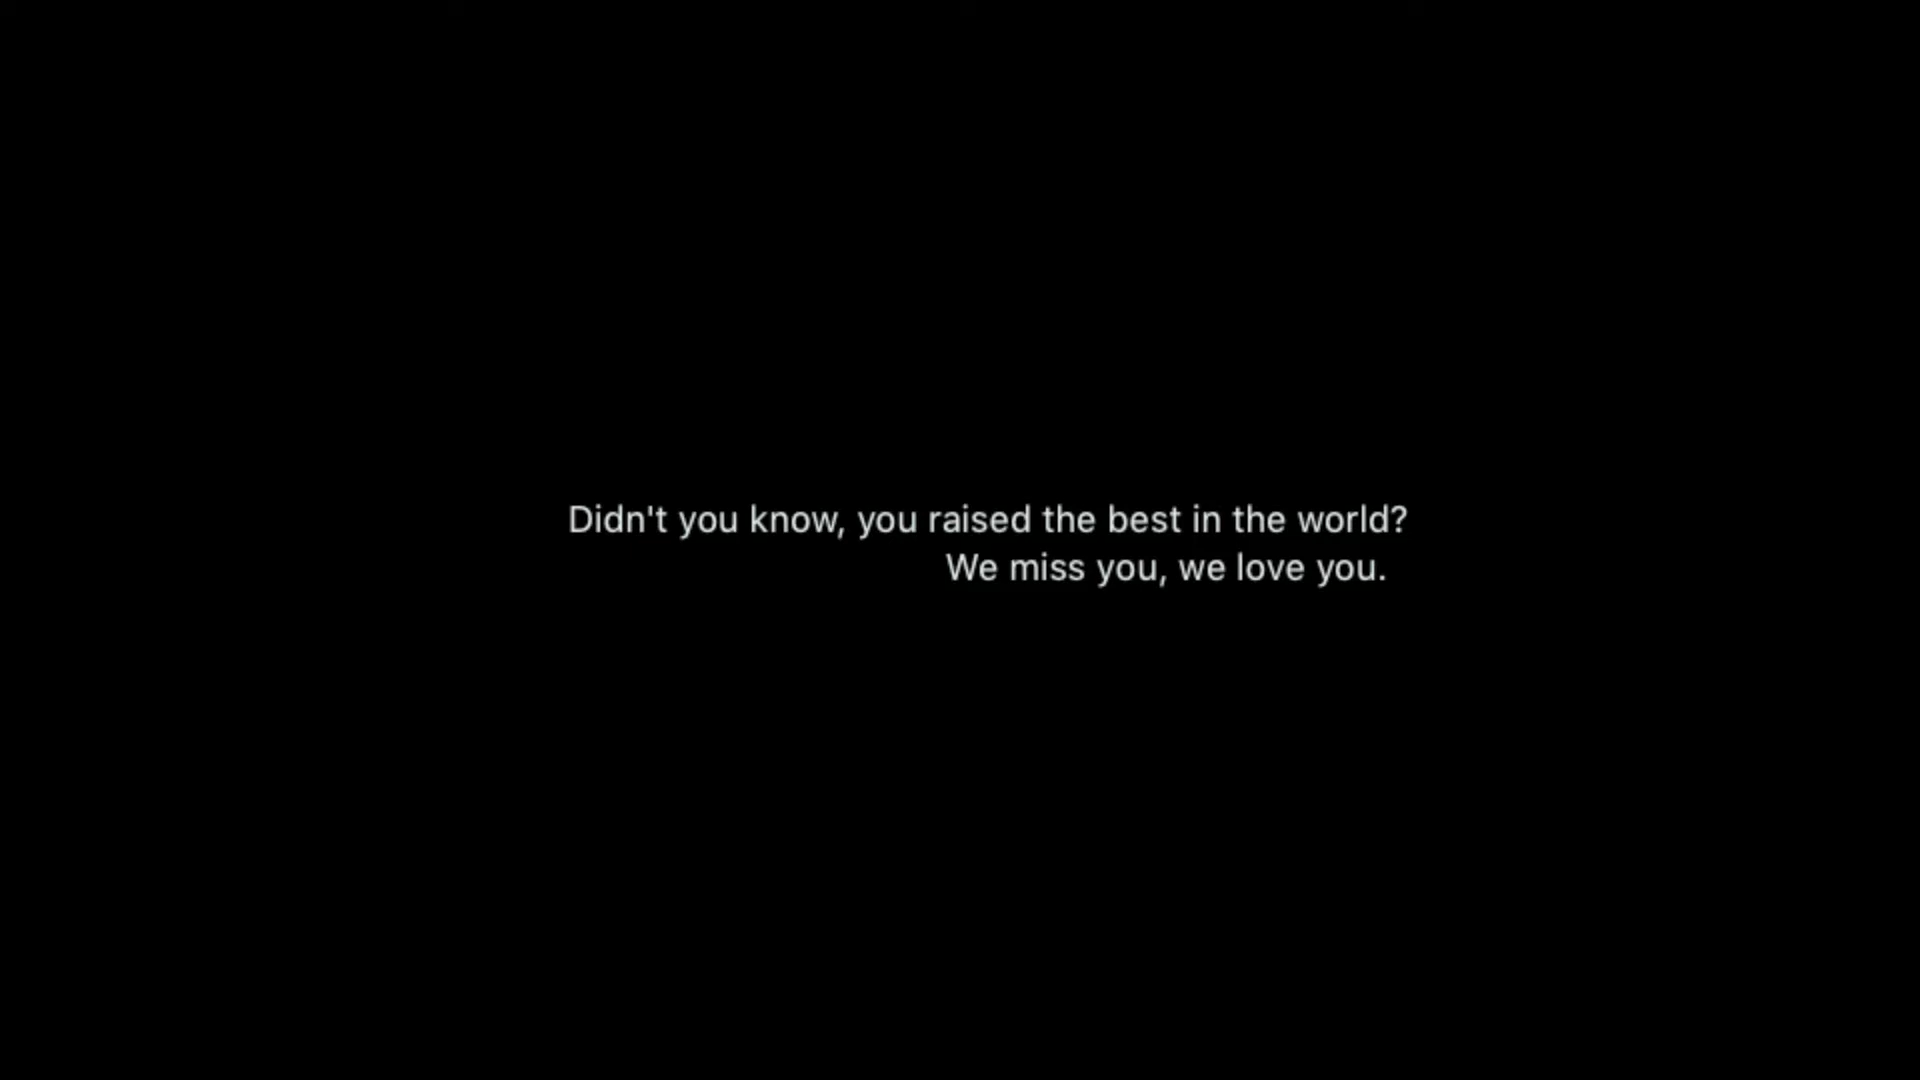 Didn't you know, you raised the best in the world?
We miss you, we love you.